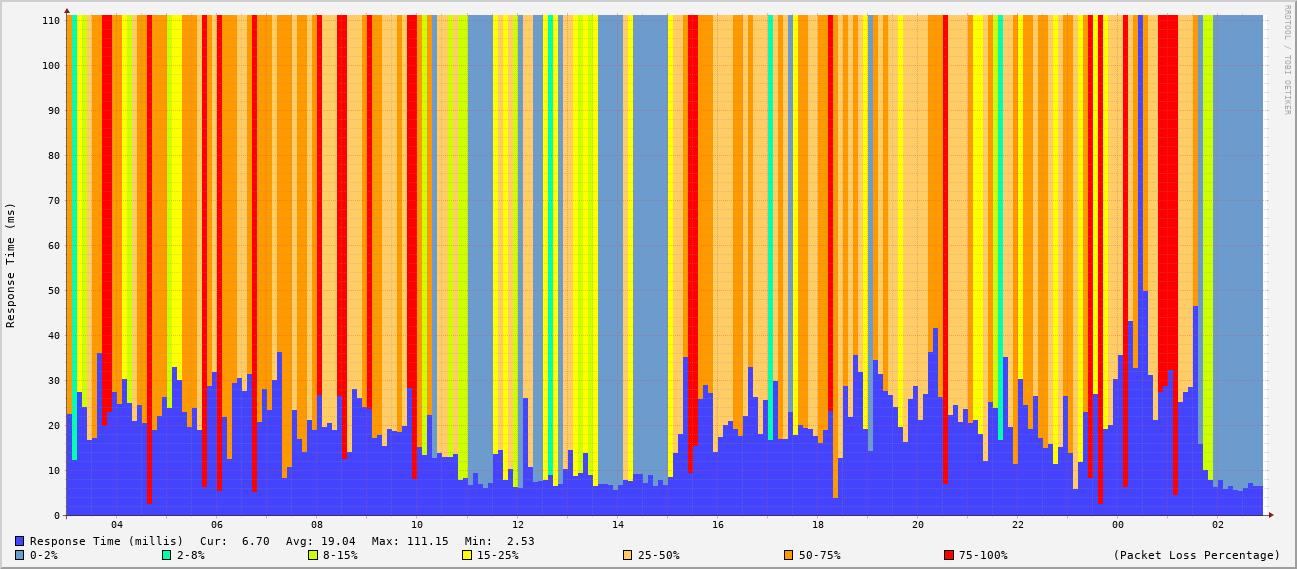 RRDTOOL / TOBI OETIKER
Response Time (ms)
110
100
90
80
70
60
50
40
30
20
10
0
04 06 08 10 12 14 16 18 20 22 00 02
Response Time (millis) Cur: 6.70 Avg: 19.04 Max: 111.15 Min: 2.53
0-2% 2-8% 8-15% 15-25% 25-50% 50-75% 75-100% (Packet Loss Percentage)